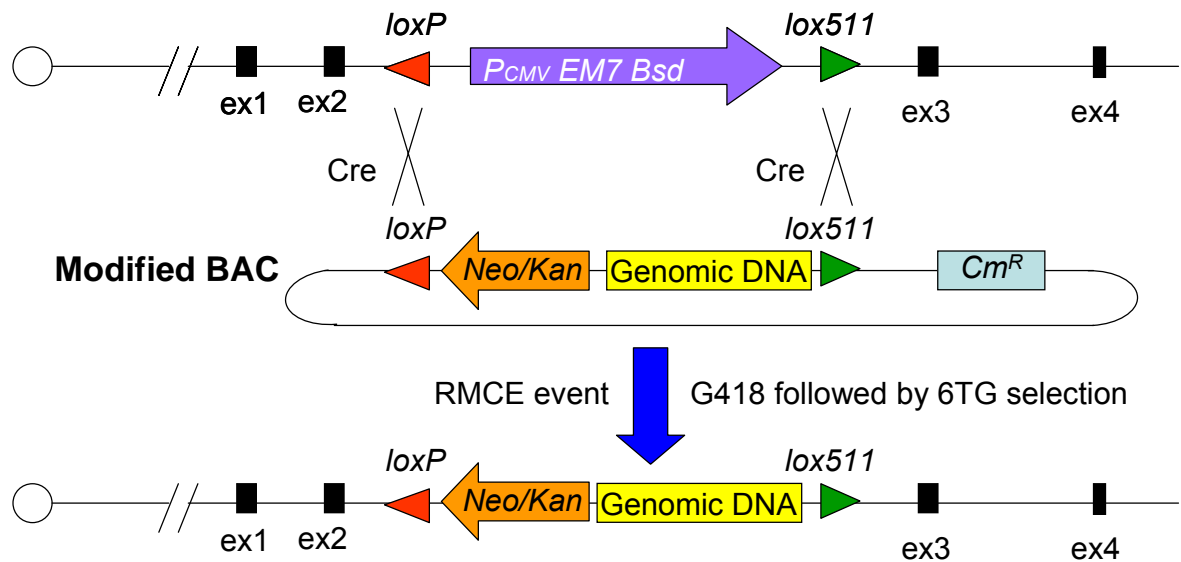 loxP lox511
PCMV EM7 Bsd
ex1 ex2 ex3 ex4
Cre Cre
loxP lox511
Modified BAC Neo/Kan Genomic DNA CmR
RMCE event G418 followed by 6TG selection
loxP lox511
Neo/Kan Genomic DNA
ex1 ex2 ex3 ex4